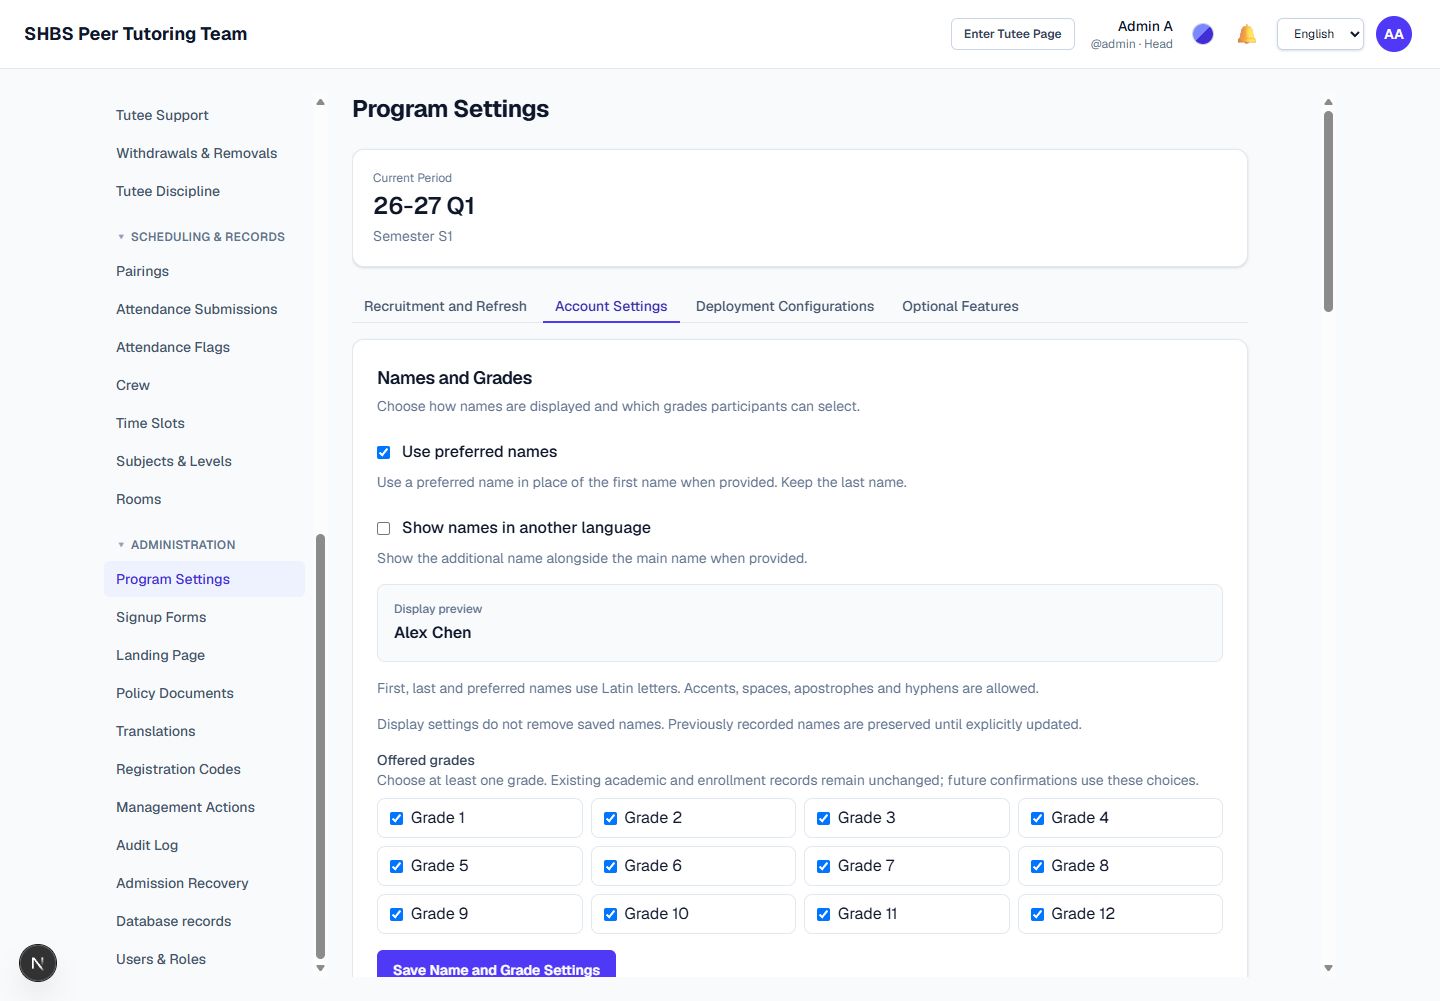 SHBS Peer Tutoring Team
Enter Tutee Page
Admin A
@admin · Head
English
AA
Tutee Support
Withdrawals & Removals
Tutee Discipline
SCHEDULING & RECORDS
Pairings
Attendance Submissions
Attendance Flags
Crew
Time Slots
Subjects & Levels
Rooms
ADMINISTRATION
Program Settings
Signup Forms
Landing Page
Policy Documents
Translations
Registration Codes
Management Actions
Audit Log
Admission Recovery
Database records
Users & Roles
N
Program Settings
Current Period
26-27 Q1
Semester S1
Recruitment and Refresh
Account Settings
Deployment Configurations
Optional Features
Names and Grades
Choose how names are displayed and which grades participants can select.
Use preferred names
Use a preferred name in place of the first name when provided. Keep the last name.
Show names in another language
Show the additional name alongside the main name when provided.
Display preview
Alex Chen
First, last and preferred names use Latin letters. Accents, spaces, apostrophes and hyphens are allowed.
Display settings do not remove saved names. Previously recorded names are preserved until explicitly updated.
Offered grades
Choose at least one grade. Existing academic and enrollment records remain unchanged; future confirmations use these choices.
Grade 1
Grade 2
Grade 3
Grade 4
Grade 5
Grade 6
Grade 7
Grade 8
Grade 9
Grade 10
Grade 11
Grade 12
Save Name and Grade Settings